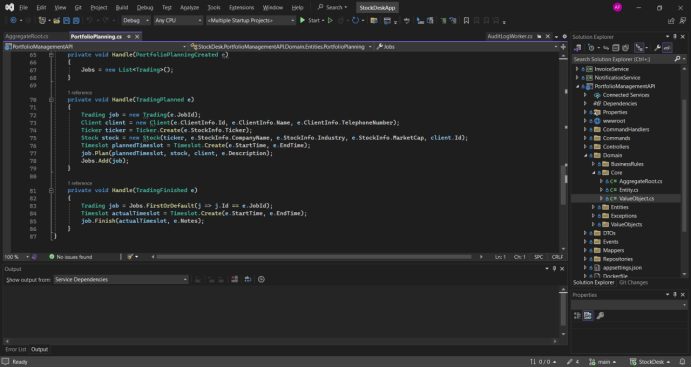 File Edit View Git Project Build Debug Test Analyze Tools Extensions Window Help Search StockDeskApp
Debug Any CPU <Multiple Startup Projects> Start
AggregateRoot.cs PortfolioPlanning.cs AuditLogWorker.cs
PortfolioManagementAPI StockDesk.PortfolioManagementAPI.Domain.Entities.PortfolioPlanning Jobs
65 private void Handle(PortfolioPlanningCreated e)
66 {
67 Jobs = new List<Trading>();
68 }
69
1 reference
70 private void Handle(TradingPlanned e)
71 {
72 Trading job = new Trading(e.JobId);
73 Client client = new Client(e.ClientInfo.Id, e.ClientInfo.Name, e.ClientInfo.TelephoneNumber);
74 Ticker ticker = Ticker.Create(e.StockInfo.Ticker);
75 Stock stock = new Stock(ticker, e.StockInfo.CompanyName, e.StockInfo.Industry, e.StockInfo.MarketCap, client.Id);
76 Timeslot plannedTimeslot = Timeslot.Create(e.StartTime, e.EndTime);
77 job.Plan(plannedTimeslot, stock, client, e.Description);
78 Jobs.Add(job);
79 }
80
1 reference
81 private void Handle(TradingFinished e)
82 {
83 Trading job = Jobs.FirstOrDefault(j => j.Id == e.JobId);
84 Timeslot actualTimeslot = Timeslot.Create(e.StartTime, e.EndTime);
85 job.Finish(actualTimeslot, e.Notes);
86 }
87 }
100 % No issues found Ln: 1 Ch: 1 SPC CRLF
Output
Show output from: Service Dependencies
Error List Output
Solution Explorer
Search Solution Explorer (Ctrl+;)
InvoiceService
NotificationService
PortfolioManagementAPI
Connected Services
Dependencies
Properties
wwwroot
CommandHandlers
Commands
Controllers
Domain
BusinessRules
Core
C# AggregateRoot.cs
C# Entity.cs
C# ValueObject.cs
Entities
Exceptions
ValueObjects
DTOs
Events
Mappers
Repositories
appsettings.json
Dockerfile
Solution Explorer Git Changes
Properties
Ready 0 / 0 4 main StockDesk